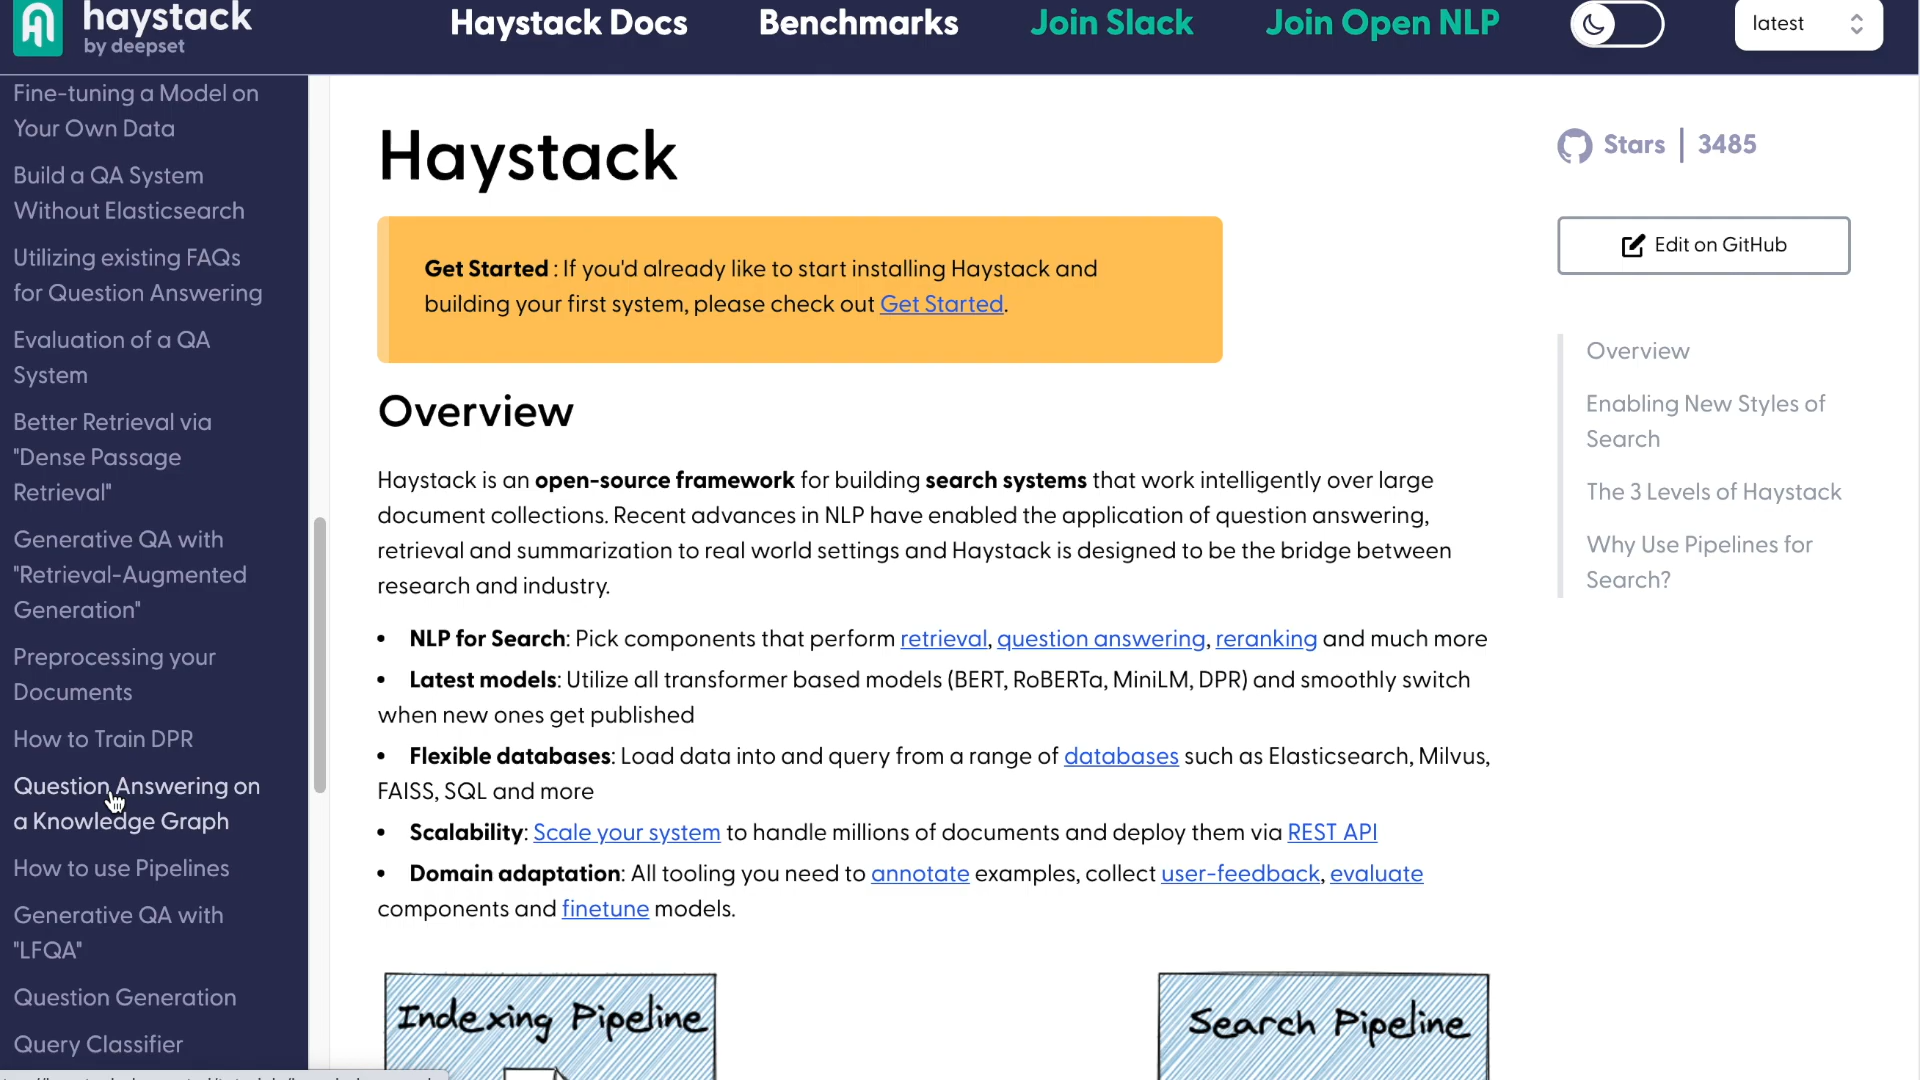 haystack
by deepset
Haystack Docs
Benchmarks
Join Slack
Join Open NLP
latest
Fine-tuning a Model on
Your Own Data
Build a QA System
Without Elasticsearch
Utilizing existing FAQs
for Question Answering
Evaluation of a QA
System
Better Retrieval via
"Dense Passage
Retrieval"
Generative QA with
"Retrieval-Augmented
Generation"
Preprocessing your
Documents
How to Train DPR
Question Answering on
a Knowledge Graph
How to use Pipelines
Generative QA with
"LFQA"
Question Generation
Query Classifier
Haystack
Get Started : If you'd already like to start installing Haystack and
building your first system, please check out Get Started.
Overview
Haystack is an open-source framework for building search systems that work intelligently over large
document collections. Recent advances in NLP have enabled the application of question answering,
retrieval and summarization to real world settings and Haystack is designed to be the bridge between
research and industry.
• NLP for Search: Pick components that perform retrieval, question answering, reranking and much more
• Latest models: Utilize all transformer based models (BERT, RoBERTa, MiniLM, DPR) and smoothly switch
when new ones get published
• Flexible databases: Load data into and query from a range of databases such as Elasticsearch, Milvus,
FAISS, SQL and more
• Scalability: Scale your system to handle millions of documents and deploy them via REST API
• Domain adaptation: All tooling you need to annotate examples, collect user-feedback, evaluate
components and finetune models.
Indexing Pipeline
Search Pipeline
Stars | 3485
Edit on GitHub
Overview
Enabling New Styles of
Search
The 3 Levels of Haystack
Why Use Pipelines for
Search?